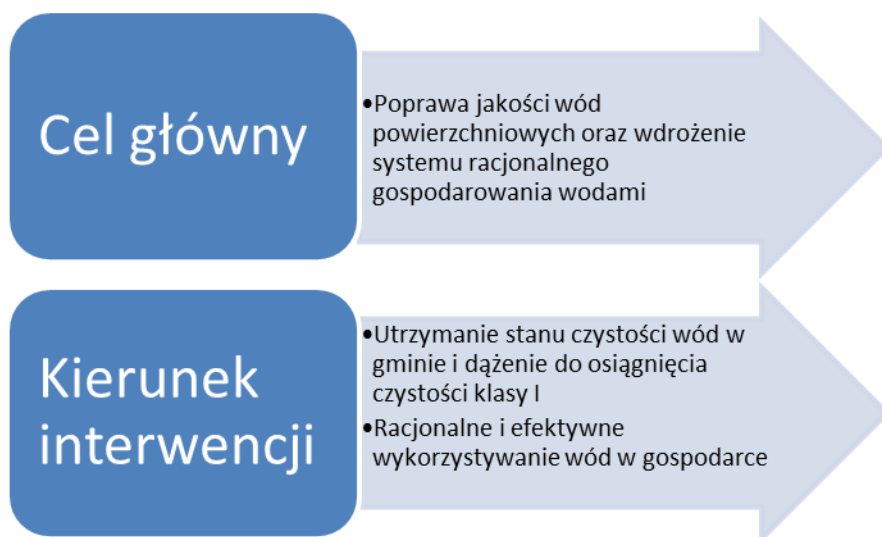 Cel główny
•Poprawa jakości wód
powierzchniowych oraz wdrożenie
systemu racjonalnego
gospodarowania wodami
Kierunek
interwencji
•Utrzymanie stanu czystości wód w
gminie i dążenie do osiągnięcia
czystości klasy I
•Racjonalne i efektywne
wykorzystywanie wód w gospodarce